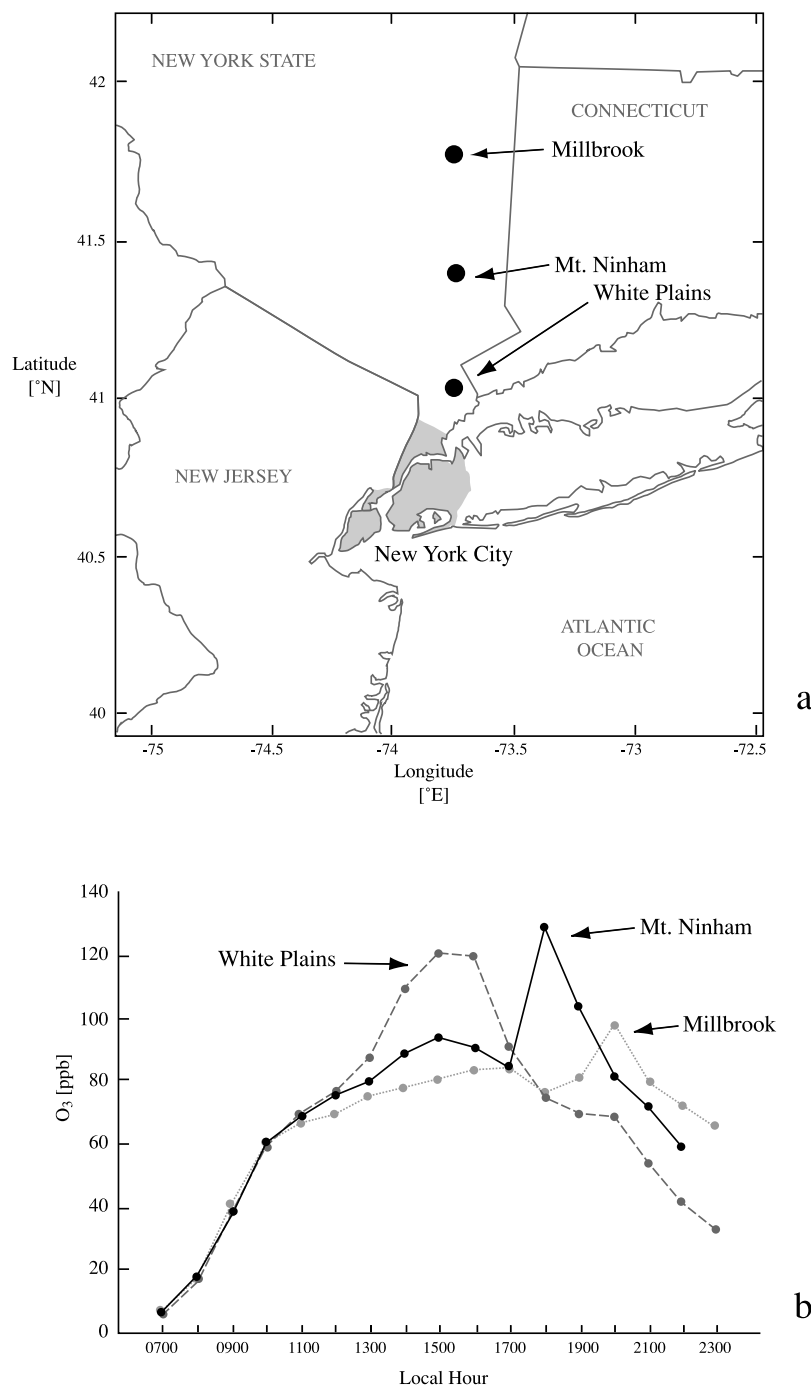 NEW YORK STATE
CONNECTICUT
Millbrook
Mt. Ninham
White Plains
NEW JERSEY
New York City
ATLANTIC
OCEAN
Latitude
[˚N]
42
41.5
41
40.5
40
-75
-74.5
-74
-73.5
-73
-72.5
Longitude
[˚E]
a
140
120
100
80
60
40
20
0
O3 [ppb]
White Plains
Mt. Ninham
Millbrook
0700 0900 1100 1300 1500 1700 1900 2100 2300
Local Hour
b